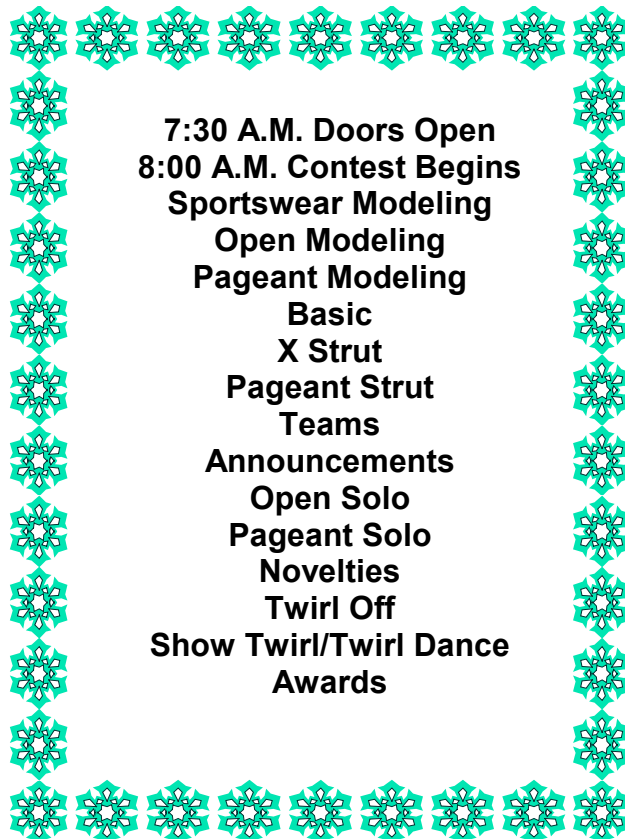 7:30 A.M. Doors Open
8:00 A.M. Contest Begins
Sportswear Modeling
Open Modeling
Pageant Modeling
Basic
X Strut
Pageant Strut
Teams
Announcements
Open Solo
Pageant Solo
Novelties
Twirl Off
Show Twirl/Twirl Dance
Awards